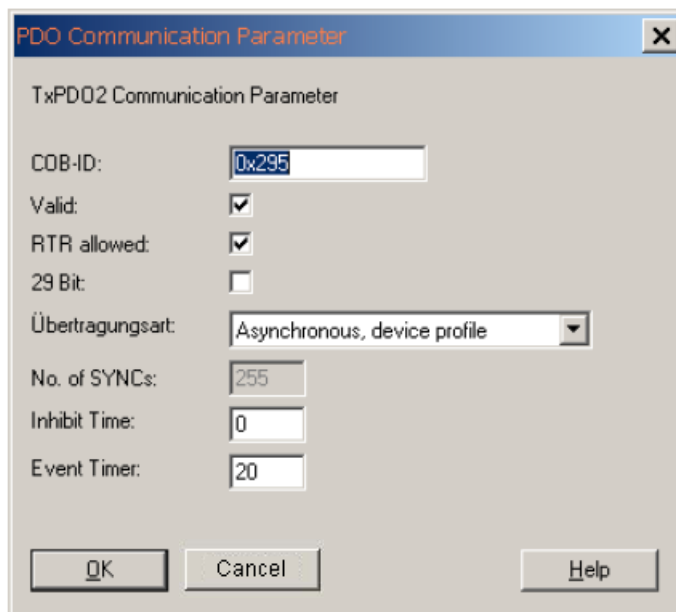 PDO Communication Parameter
TxPDO2 Communication Parameter
COB-ID: 0x295
Valid:
RTR allowed:
29 Bit:
Übertragungsart: Asynchronous, device profile
No. of SYNCs: 255
Inhibit Time: 0
Event Timer: 20
OK Cancel Help